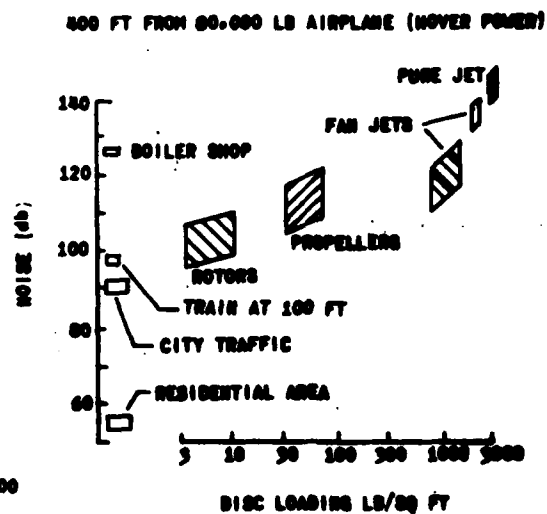 400 FT FROM 80,000 LB AIRPLANE (HOVER POWER)
PURE JET
140
FAN JETS
BOILER SHOP
120
PROPELLERS
100
NOISE (db)
ROTORS
TRAIN AT 100 FT
80
CITY TRAFFIC
RESIDENTIAL AREA
60
3 10 30 100 300 1000 3000
00
DISC LOADING LB/SQ FT